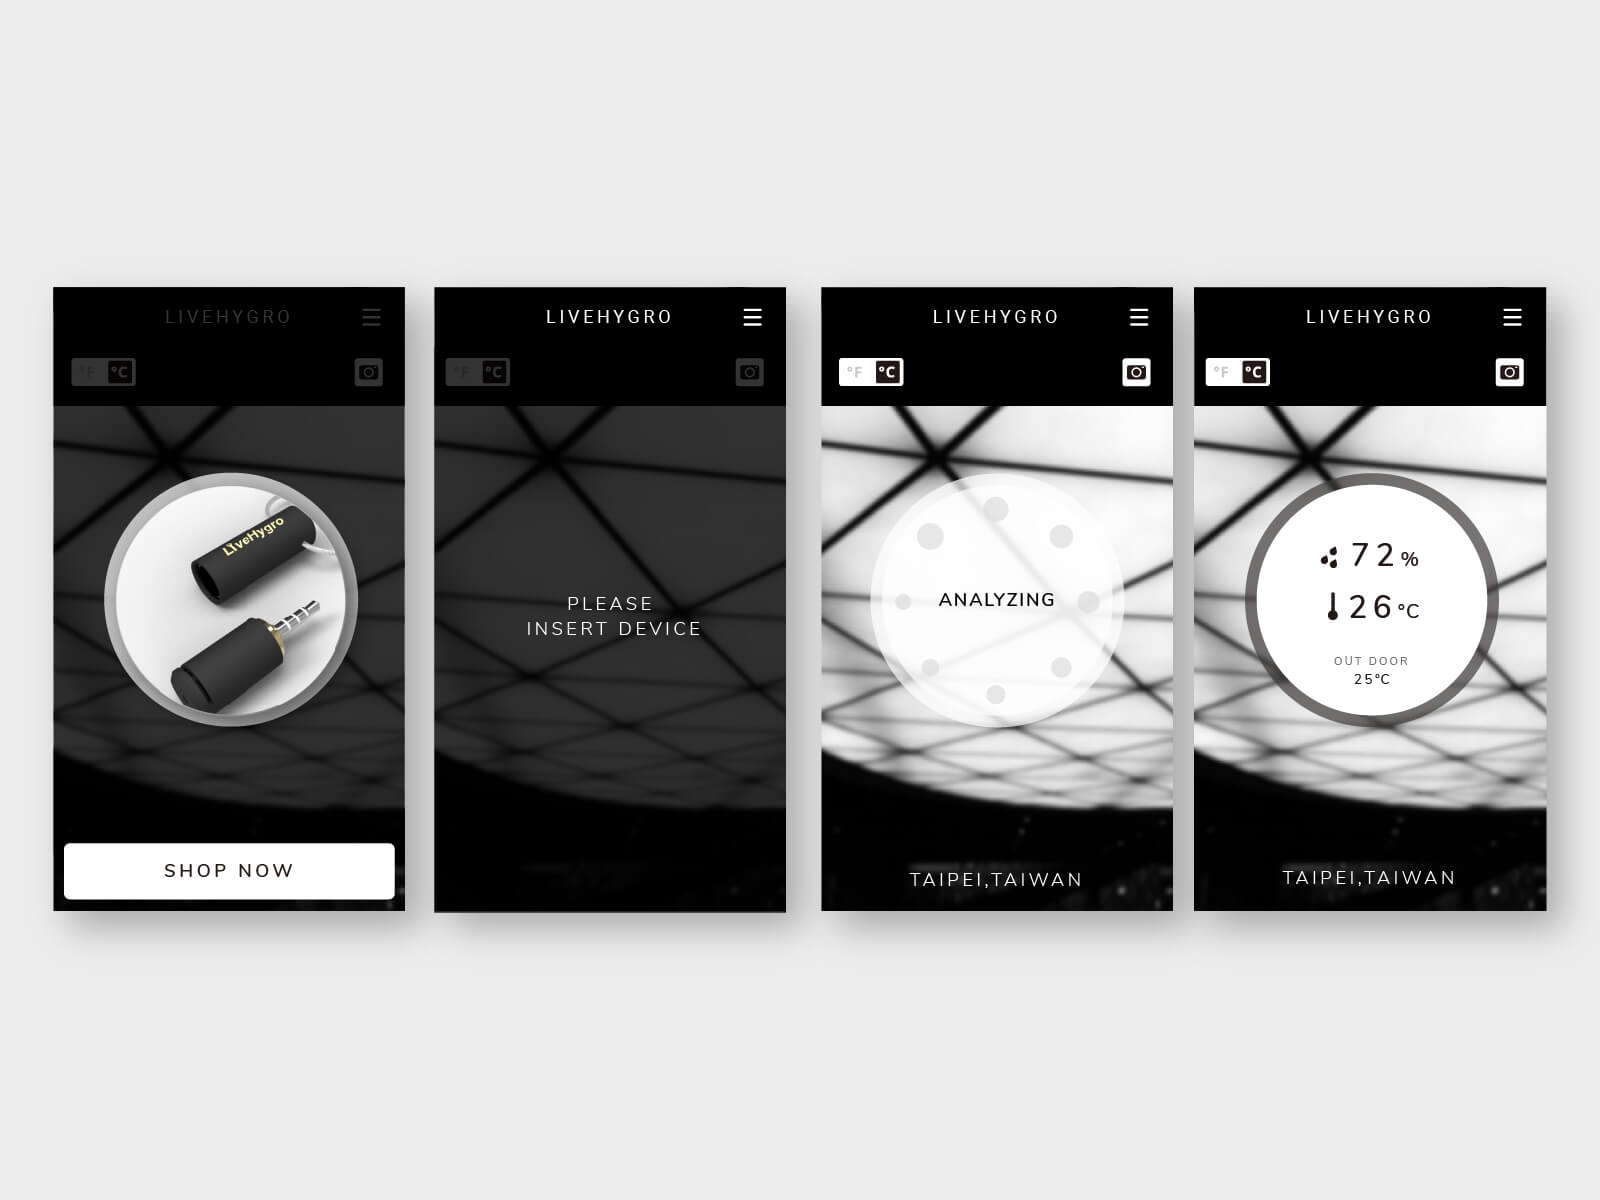 LIVEHYGRO
°F °C
LiveHygro
SHOP NOW
LIVEHYGRO
°F °C
PLEASE
INSERT DEVICE
LIVEHYGRO
°F °C
ANALYZING
TAIPEI,TAIWAN
LIVEHYGRO
°F °C
72%
26°C
OUT DOOR
25°C
TAIPEI,TAIWAN